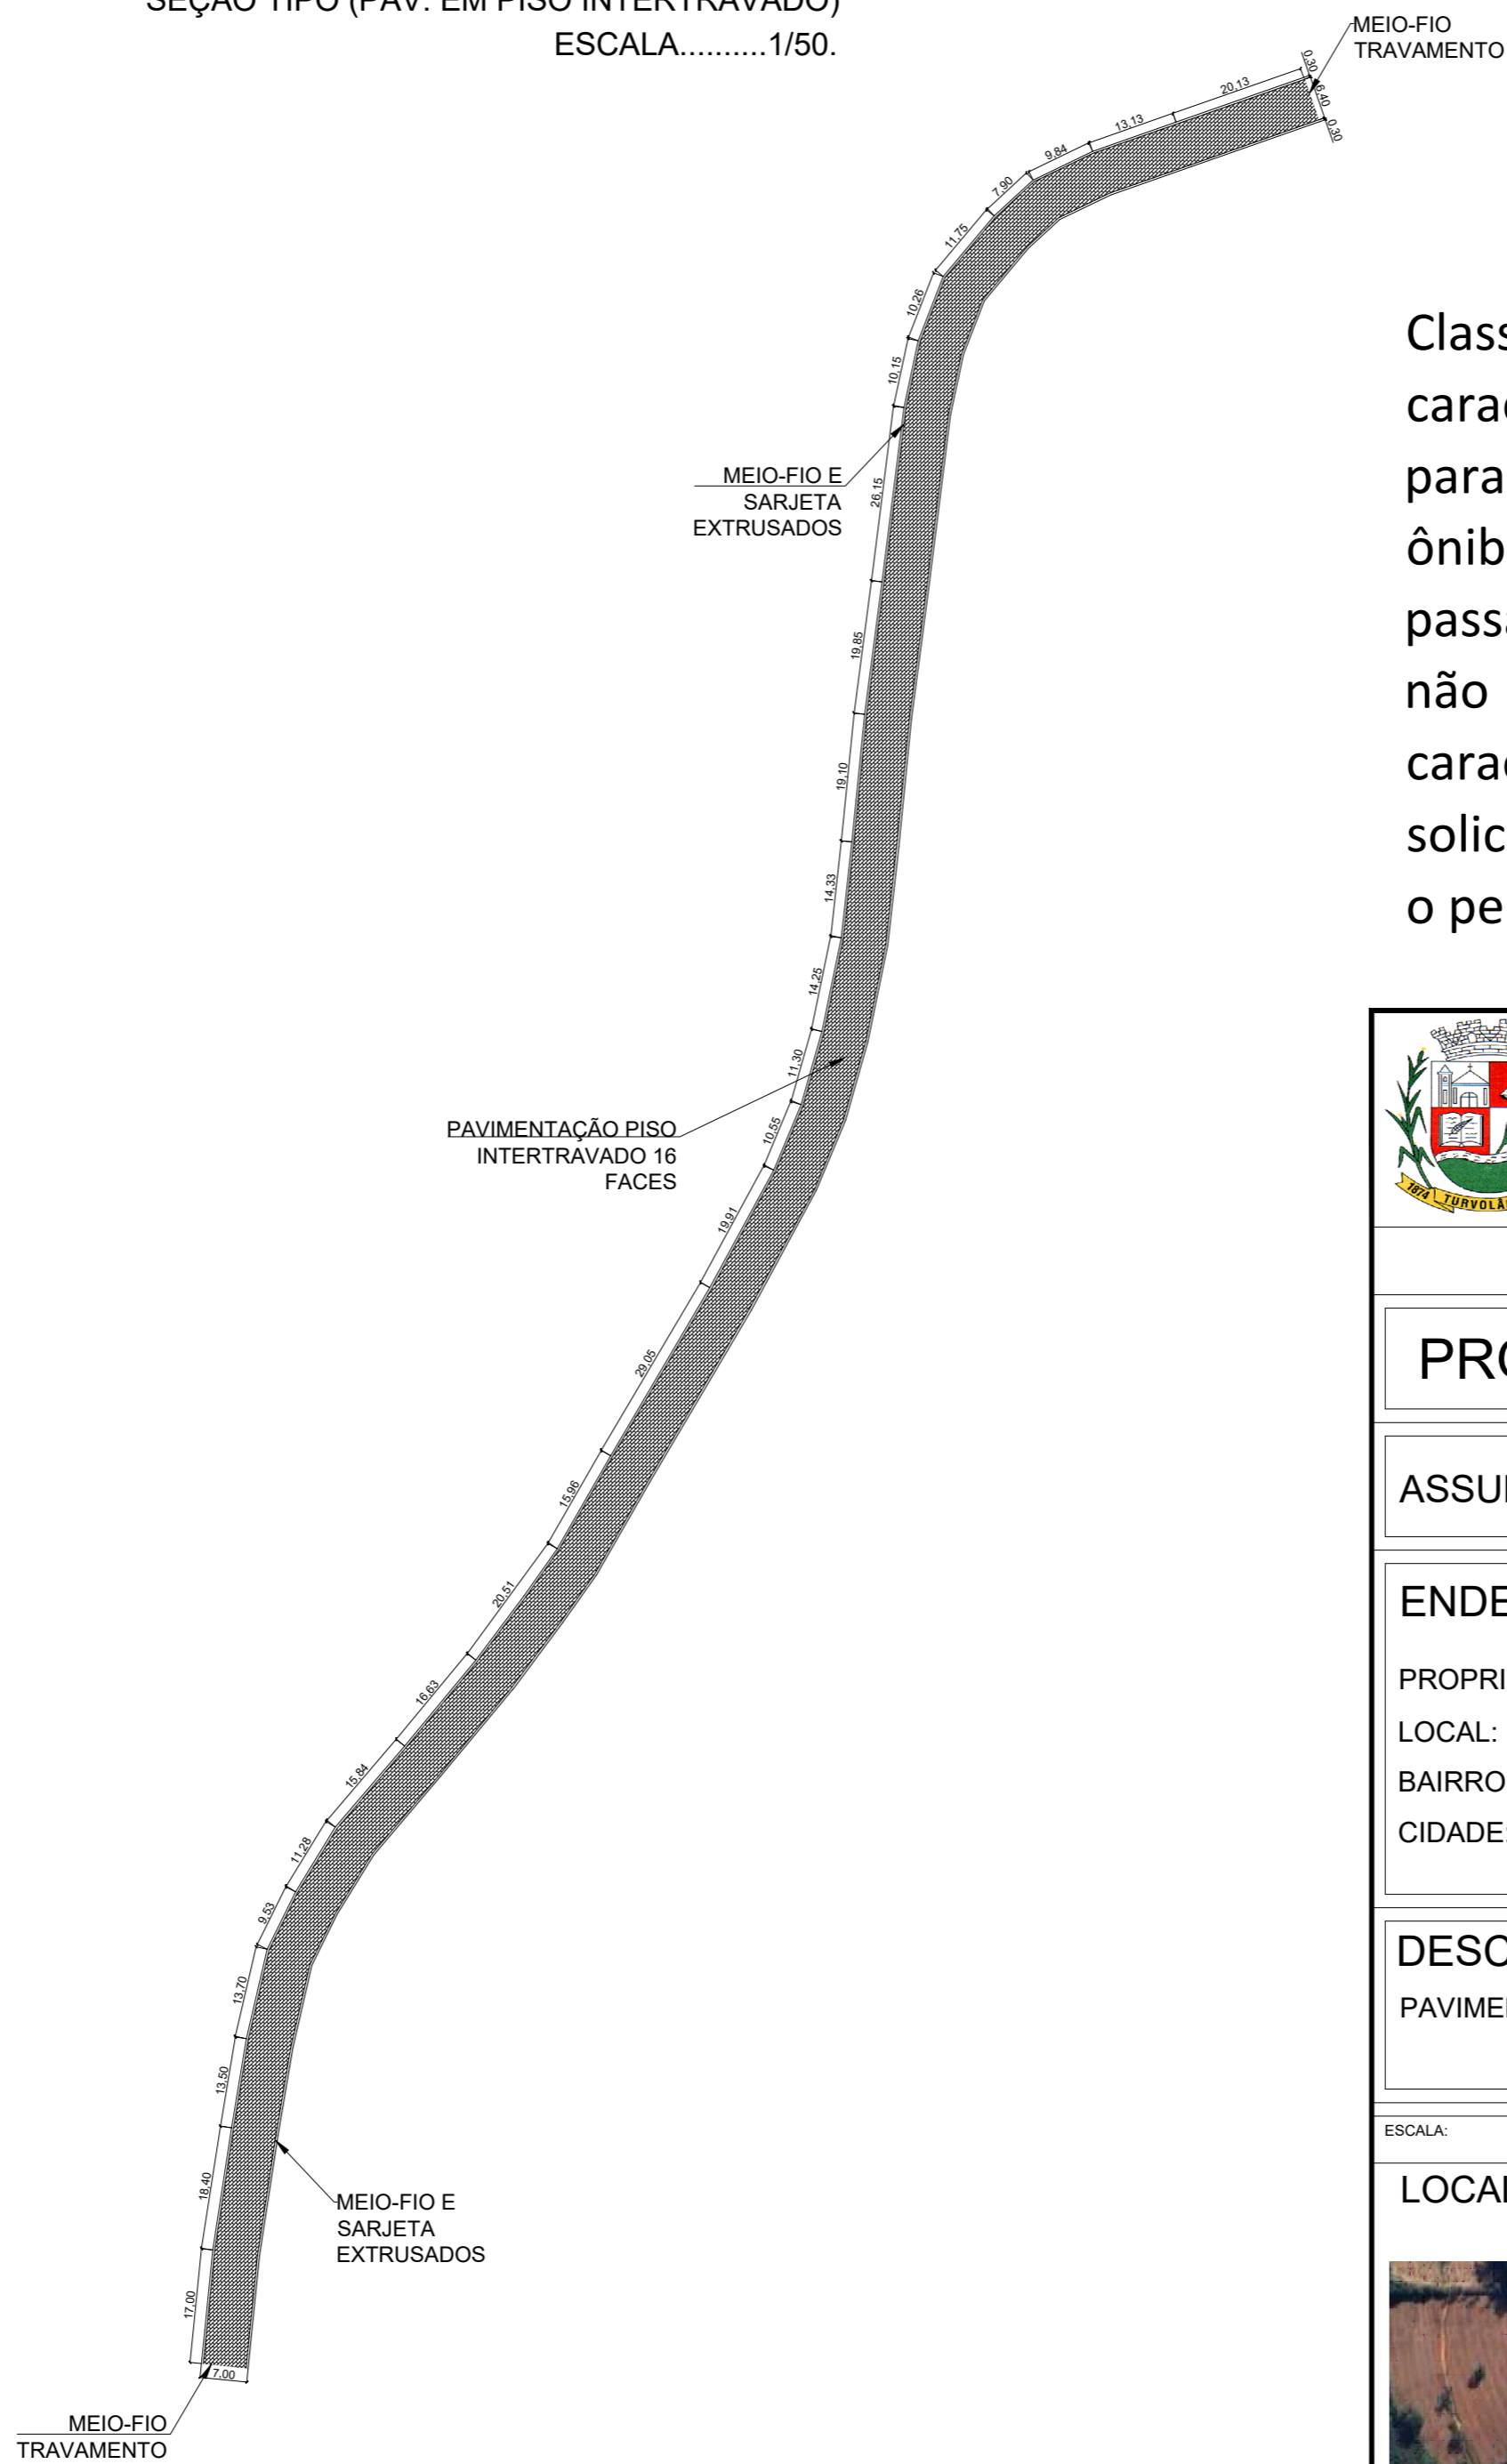 SEÇÃO TIPO (PAV. EM PISO INTERTRAVADO)
ESCALA..........1/50.
MEIO-FIO
TRAVAMENTO
0,30
6,40
0,30
20,13
13,13
9,84
7,90
11,75
10,26
10,15
MEIO-FIO E
SARJETA
EXTRUSADOS
26,15
19,85
19,10
14,33
14,25
11,30
PAVIMENTAÇÃO PISO
INTERTRAVADO 16
FACES
10,55
19,91
29,05
15,96
20,51
16,63
15,84
11,28
9,53
13,70
13,50
18,40
MEIO-FIO E
SARJETA
EXTRUSADOS
17,00
7,00
MEIO-FIO
TRAVAMENTO
Class
para
ônib
passa
não
solic
o pe
1874 TURVOLÂ
PRO
ASSU
ENDE
PROPRI
LOCAL:
BAIRRO
CIDADE:
DESC
PAVIME
ESCALA:
LOCA